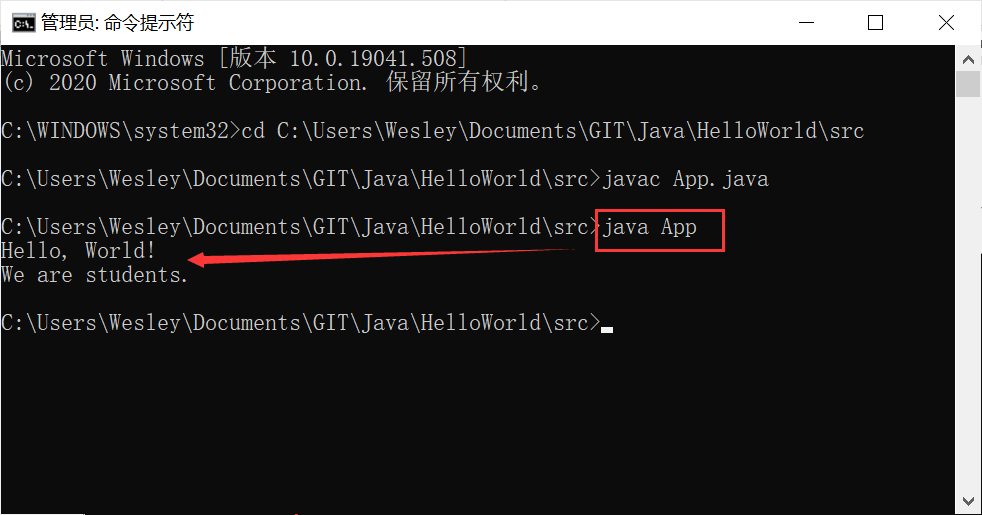 管理员: 命令提示符
Microsoft Windows [版本 10.0.19041.508]
(c) 2020 Microsoft Corporation. 保留所有权利。
C:\WINDOWS\system32>cd C:\Users\Wesley\Documents\GIT\Java\HelloWorld\src
C:\Users\Wesley\Documents\GIT\Java\HelloWorld\src>javac App.java
C:\Users\Wesley\Documents\GIT\Java\HelloWorld\src>java App
Hello, World!
We are students.
C:\Users\Wesley\Documents\GIT\Java\HelloWorld\src>